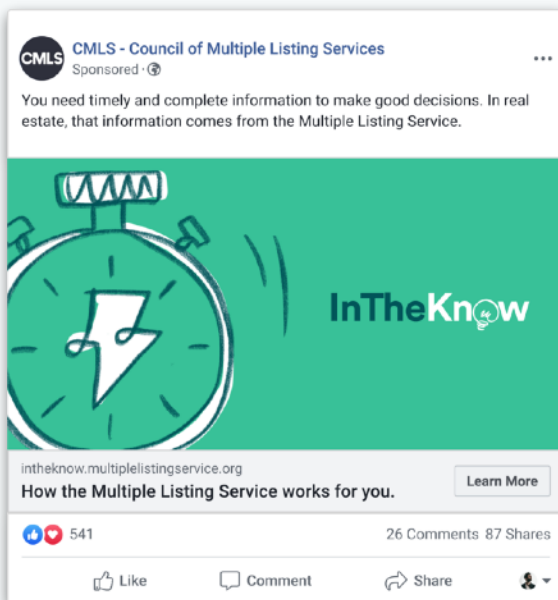 CMLS
CMLS - Council of Multiple Listing Services
Sponsored ·
You need timely and complete information to make good decisions. In real
estate, that information comes from the Multiple Listing Service.
InTheKnow
intheknow.multiplelistingservice.org
How the Multiple Listing Service works for you.
Learn More
541
26 Comments 87 Shares
Like
Comment
Share